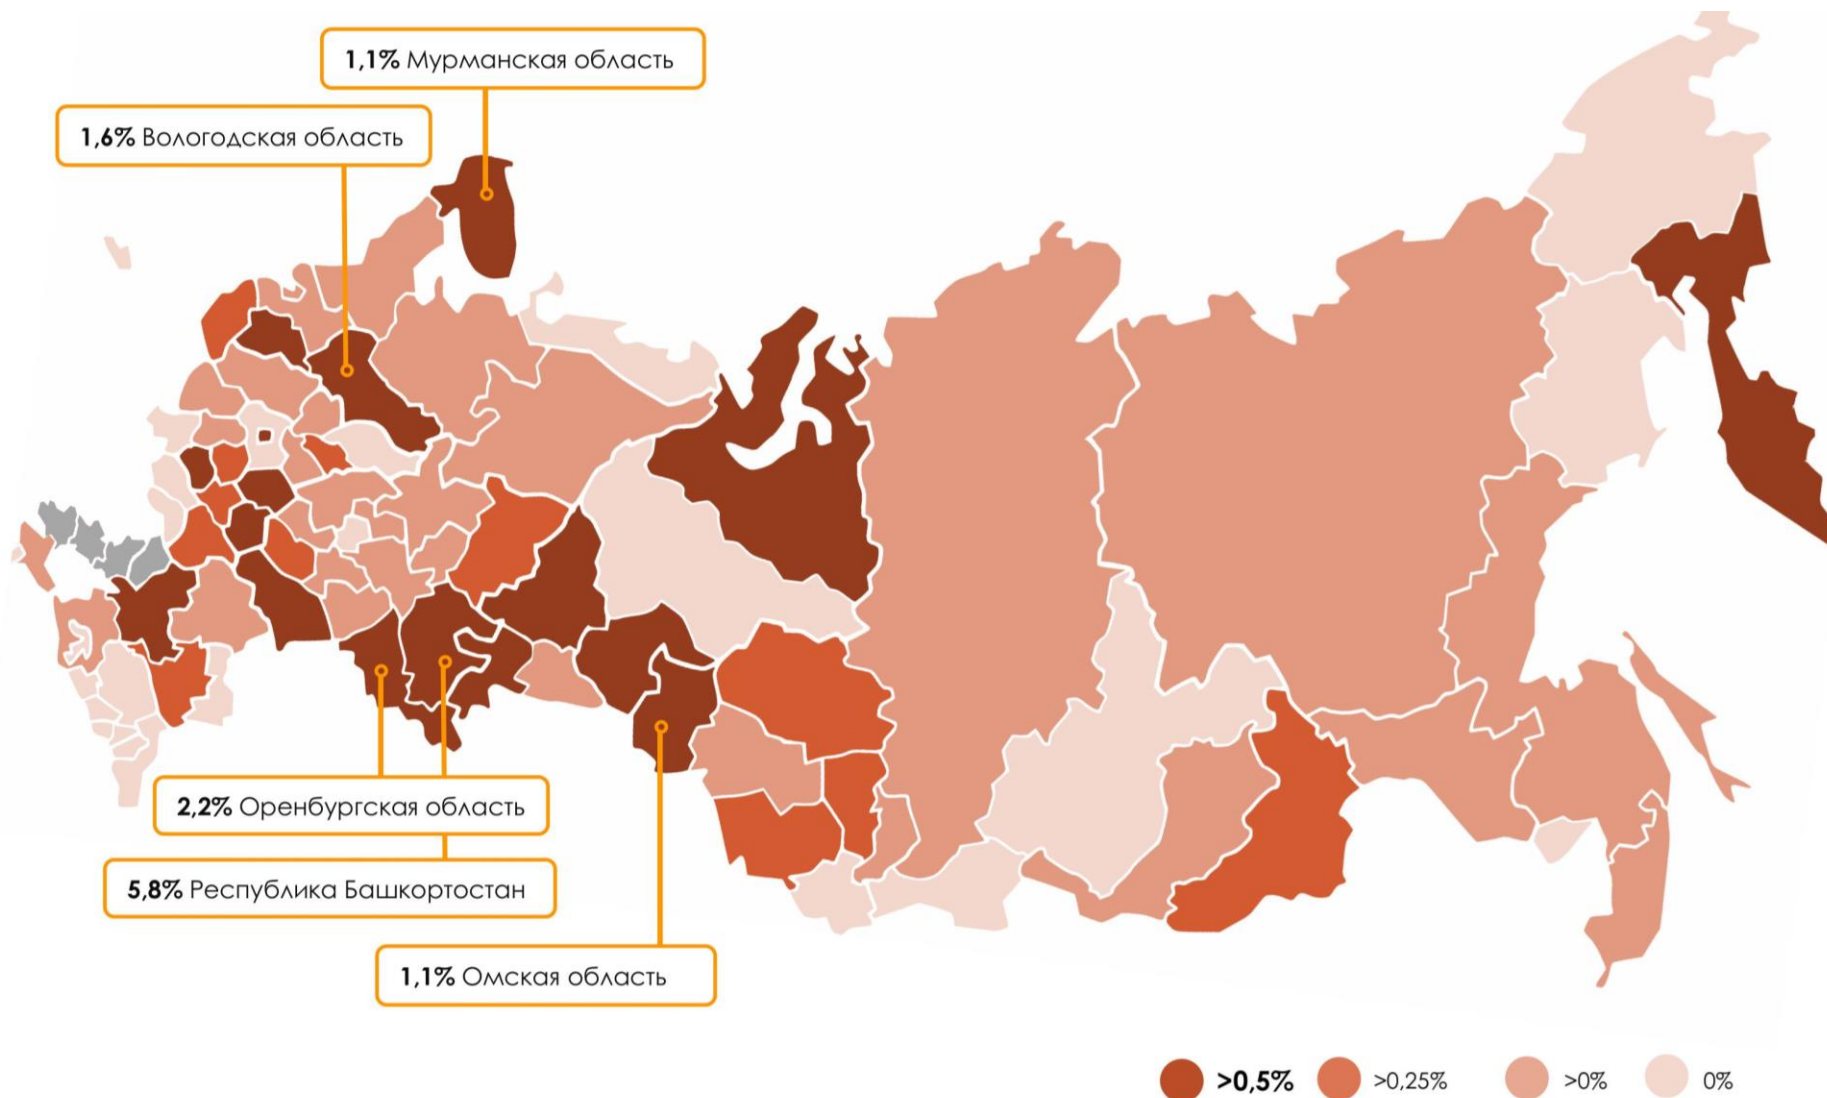 1,1% Мурманская область
1,6% Вологодская область
2,2% Оренбургская область
5,8% Республика Башкортостан
1,1% Омская область
>0,5% >0,25% >0% 0%